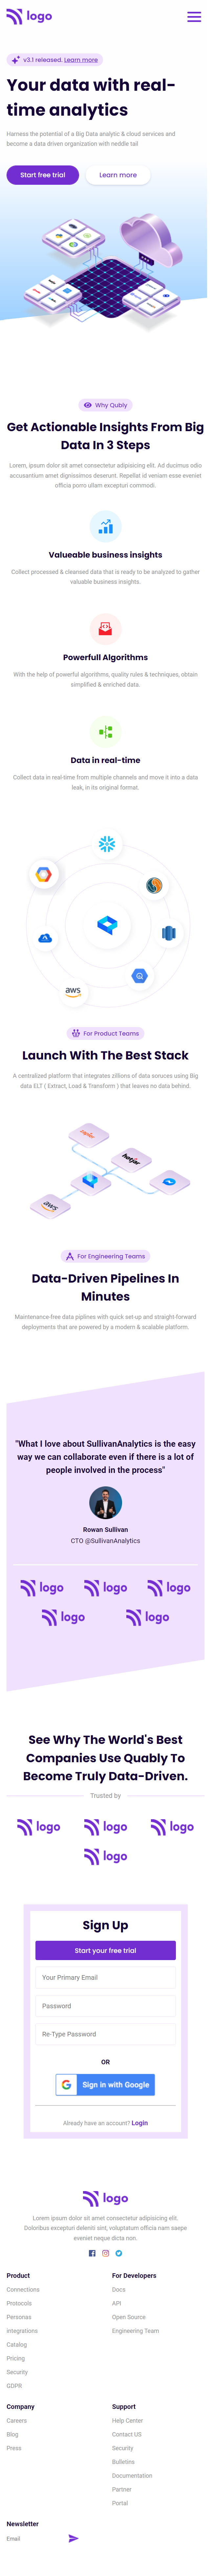 logo
v3.1 released. Learn more
Your data with real-
time analytics
Harness the potential of a Big Data analytic & cloud services and
become a data driven organization with neddle tail
Start free trial
Learn more
Why Qubly
Get Actionable Insights From Big
Data In 3 Steps
Lorem, ipsum dolor sit amet consectetur adipisicing elit. Ad ducimus odio
accusantium amet dignissimos deserunt. Repellat id veniam esse eveniet
officia porro ullam excepturi commodi.
Valueable business insights
Collect processed & cleansed data that is ready to be analyzed to gather
valuable business insights.
Powerfull Algorithms
With the help of powerful algorithms, quality rules & techniques, obtain
simplified & enriched data.
Data in real-time
Collect data in real-time from multiple channels and move it into a data
leak, in its original format.
aws
For Product Teams
Launch With The Best Stack
A centralized platform that integrates zillions of data soruces using Big
data ELT ( Extract, Load & Transform ) that leaves no data behind.
zapier
hotjar
aws
For Engineering Teams
Data-Driven Pipelines In
Minutes
Maintenance-free data piplines with quick set-up and straight-forward
deployments that are powered by a modern & scalable platform.
"What I love about SullivanAnalytics is the easy
way we can collaborate even if there is a lot of
people involved in the process"
Rowan Sullivan
CTO @SullivanAnalytics
logo logo logo
logo logo
See Why The World's Best
Companies Use Quably To
Become Truly Data-Driven.
Trusted by
logo logo logo
logo
Sign Up
Start your free trial
Your Primary Email
Password
Re-Type Password
OR
Sign in with Google
Already have an account? Login
logo
Lorem ipsum dolor sit amet consectetur adipisicing elit.
Doloribus excepturi deleniti sint, voluptatum officia nam saepe
eveniet neque dicta non.
Product
Connections
Protocols
Personas
Integrations
Catalog
Pricing
Security
GDPR
For Developers
Docs
API
Open Source
Engineering Team
Company
Careers
Blog
Press
Support
Help Center
Contact US
Security
Bulletins
Documentation
Partner
Portal
Newsletter
Email